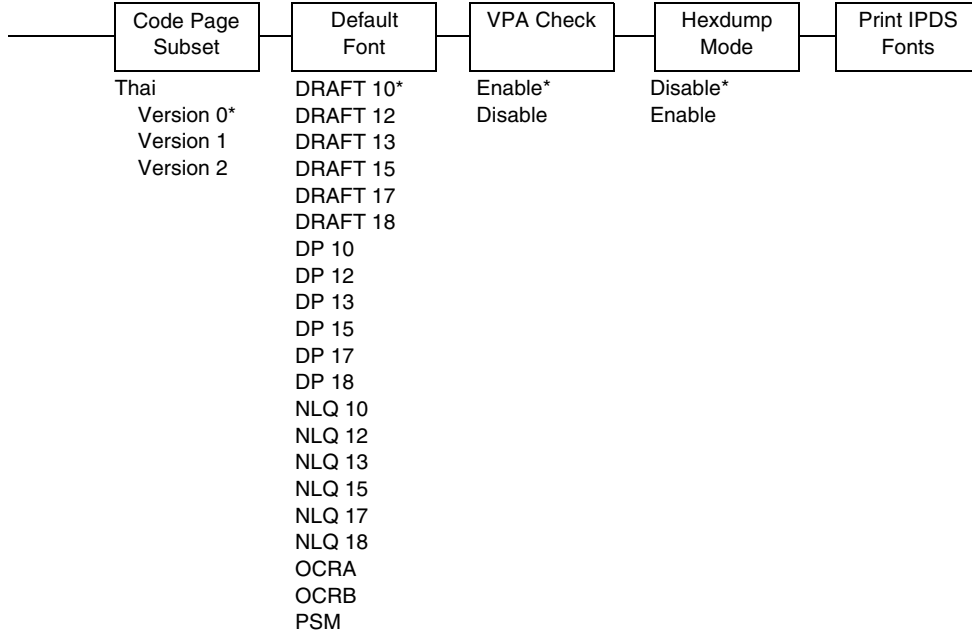 Code Page
Subset
Default
Font
VPA Check
Hexdump
Mode
Print IPDS
Fonts
Thai
Version 0*
Version 1
Version 2
DRAFT 10*
DRAFT 12
DRAFT 13
DRAFT 15
DRAFT 17
DRAFT 18
DP 10
DP 12
DP 13
DP 15
DP 17
DP 18
NLQ 10
NLQ 12
NLQ 13
NLQ 15
NLQ 17
NLQ 18
OCRA
OCRB
PSM
Enable*
Disable
Disable*
Enable